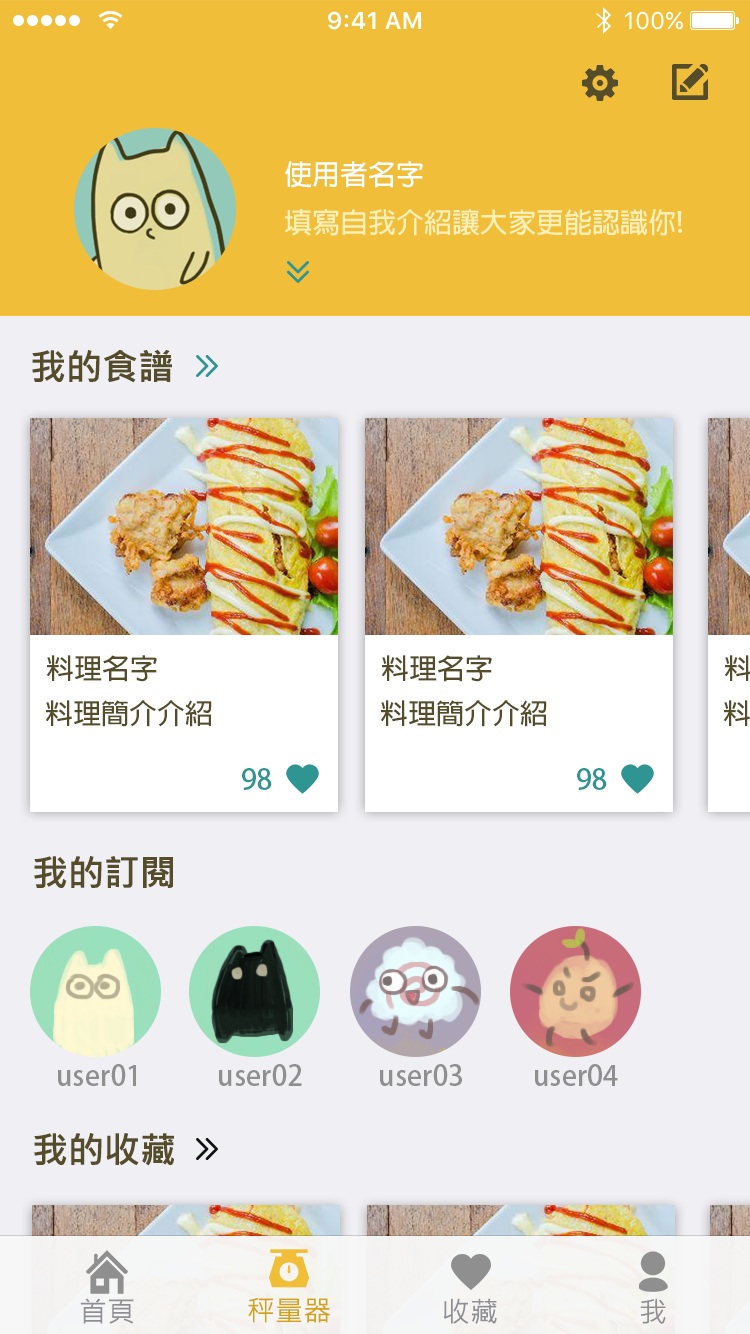 9:41 AM
100%
使用者名字
填寫自我介紹讓大家更能認識你!
我的食譜
料理名字
料理簡介介紹
98
料理名字
料理簡介介紹
98
料
料
我的訂閱
user01
user02
user03
user04
我的收藏
首頁
秤量器
收藏
我